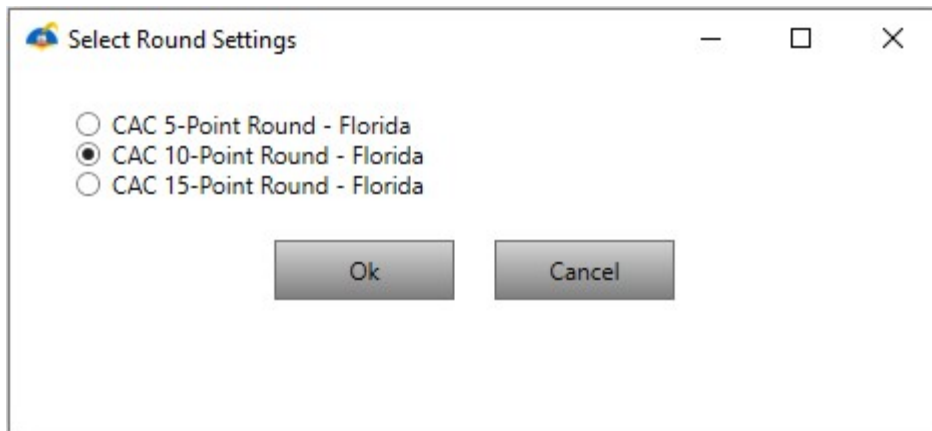 Select Round Settings
CAC 5-Point Round - Florida
CAC 10-Point Round - Florida
CAC 15-Point Round - Florida
Ok
Cancel